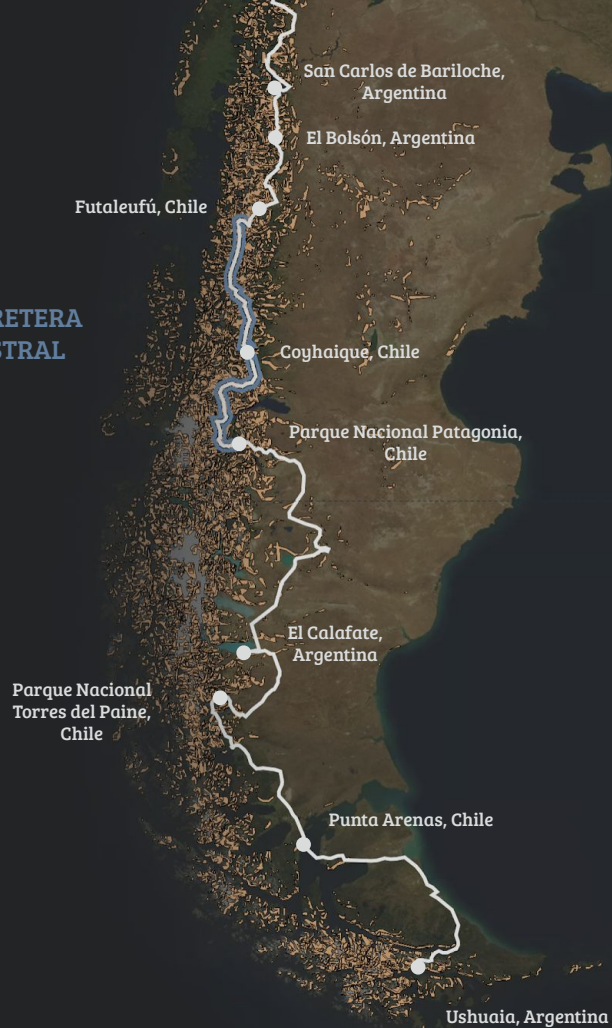 San Carlos de Bariloche,
Argentina
El Bolsón, Argentina
Futaleufú, Chile
RETERA
STRAL
Coyhaique, Chile
Parque Nacional Patagonia,
Chile
El Calafate,
Argentina
Parque Nacional
Torres del Paine,
Chile
Punta Arenas, Chile
Ushuaia, Argentina